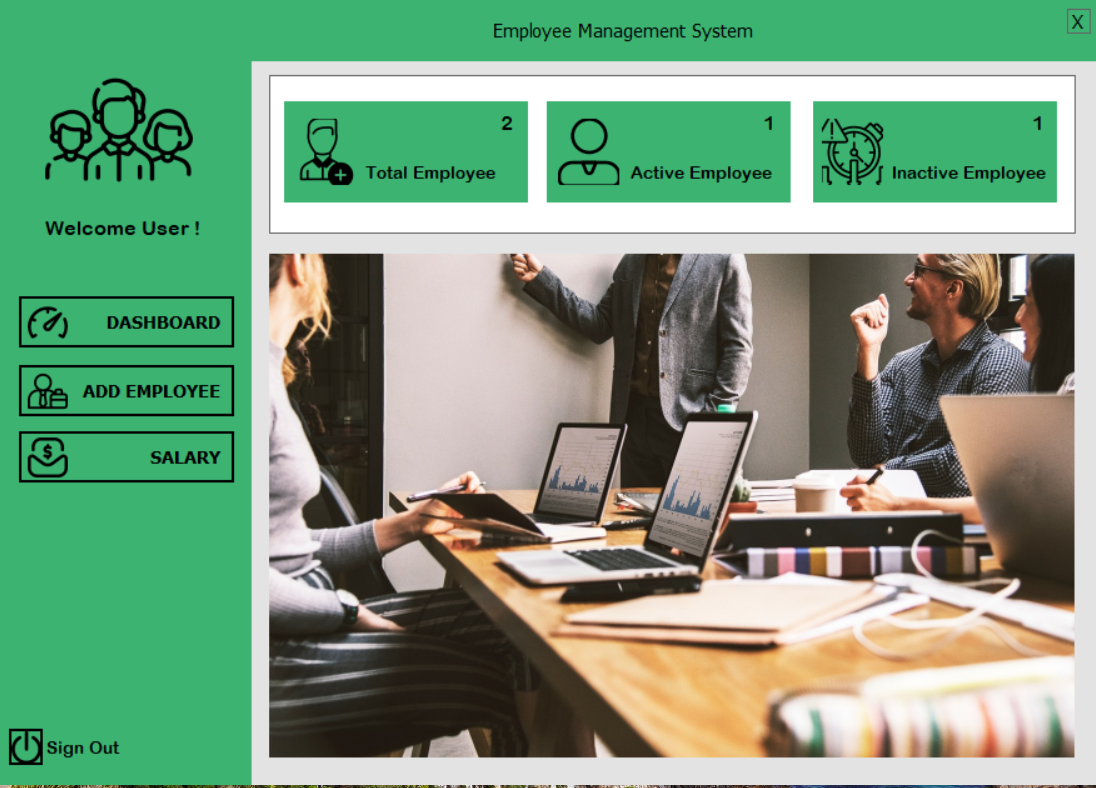 Employee Management System
X
Welcome User !
DASHBOARD
ADD EMPLOYEE
SALARY
Sign Out
2
Total Employee
1
Active Employee
1
Inactive Employee